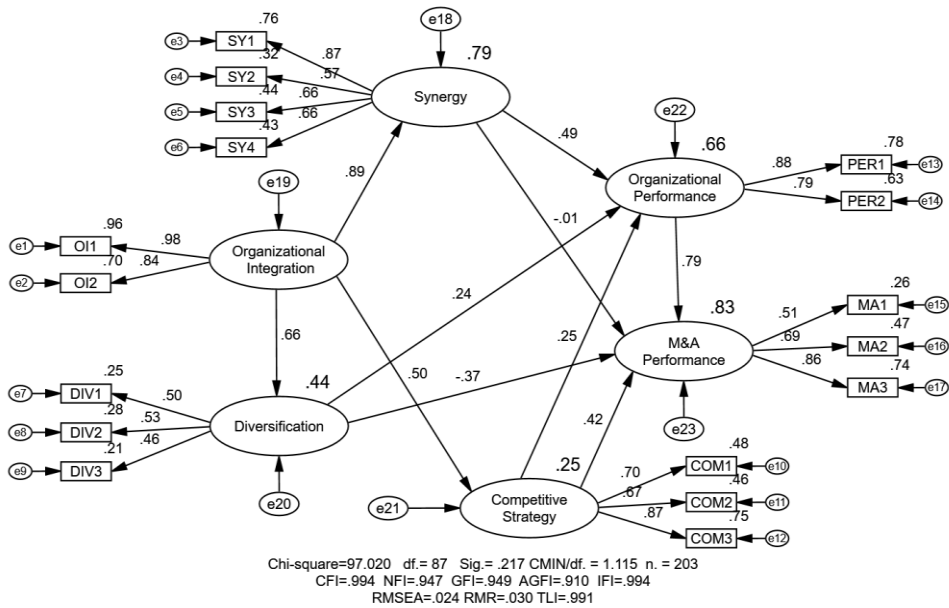 e18
.76
.79
e3 SY1
.87
.32
e4 SY2
.57
Synergy
.44
e5 SY3
.66
e22
.43
.66
e6 SY4
.49
.66
.78
.88
PER1 e13
.63
e19
.89
Organizational
Performance
.79
PER2 e14
-.01
.96
e1 OI1
.98
Organizational
Integration
.70
.84
e2 OI2
.79
.24
.26
.83
.51
MA1 e15
.66
.25
.47
M&A
Performance
.69
MA2 e16
.50
-.37
.86
.74
.25
.44
MA3 e17
e7 DIV1
.50
.28
.53
.42
e8 DIV2
Diversification
e23
.21
.46
.48
e9 DIV3
.25
.70
COM1 e10
.46
e20
e21
Competitive
Strategy
.67
COM2 e11
.87
.75
COM3 e12
Chi-square=97.020 df.= 87 Sig.= .217 CMIN/df. = 1.115 n. = 203
CFI=.994 NFI=.947 GFI=.949 AGFI=.910 IFI=.994
RMSEA=.024 RMR=.030 TLI=.991